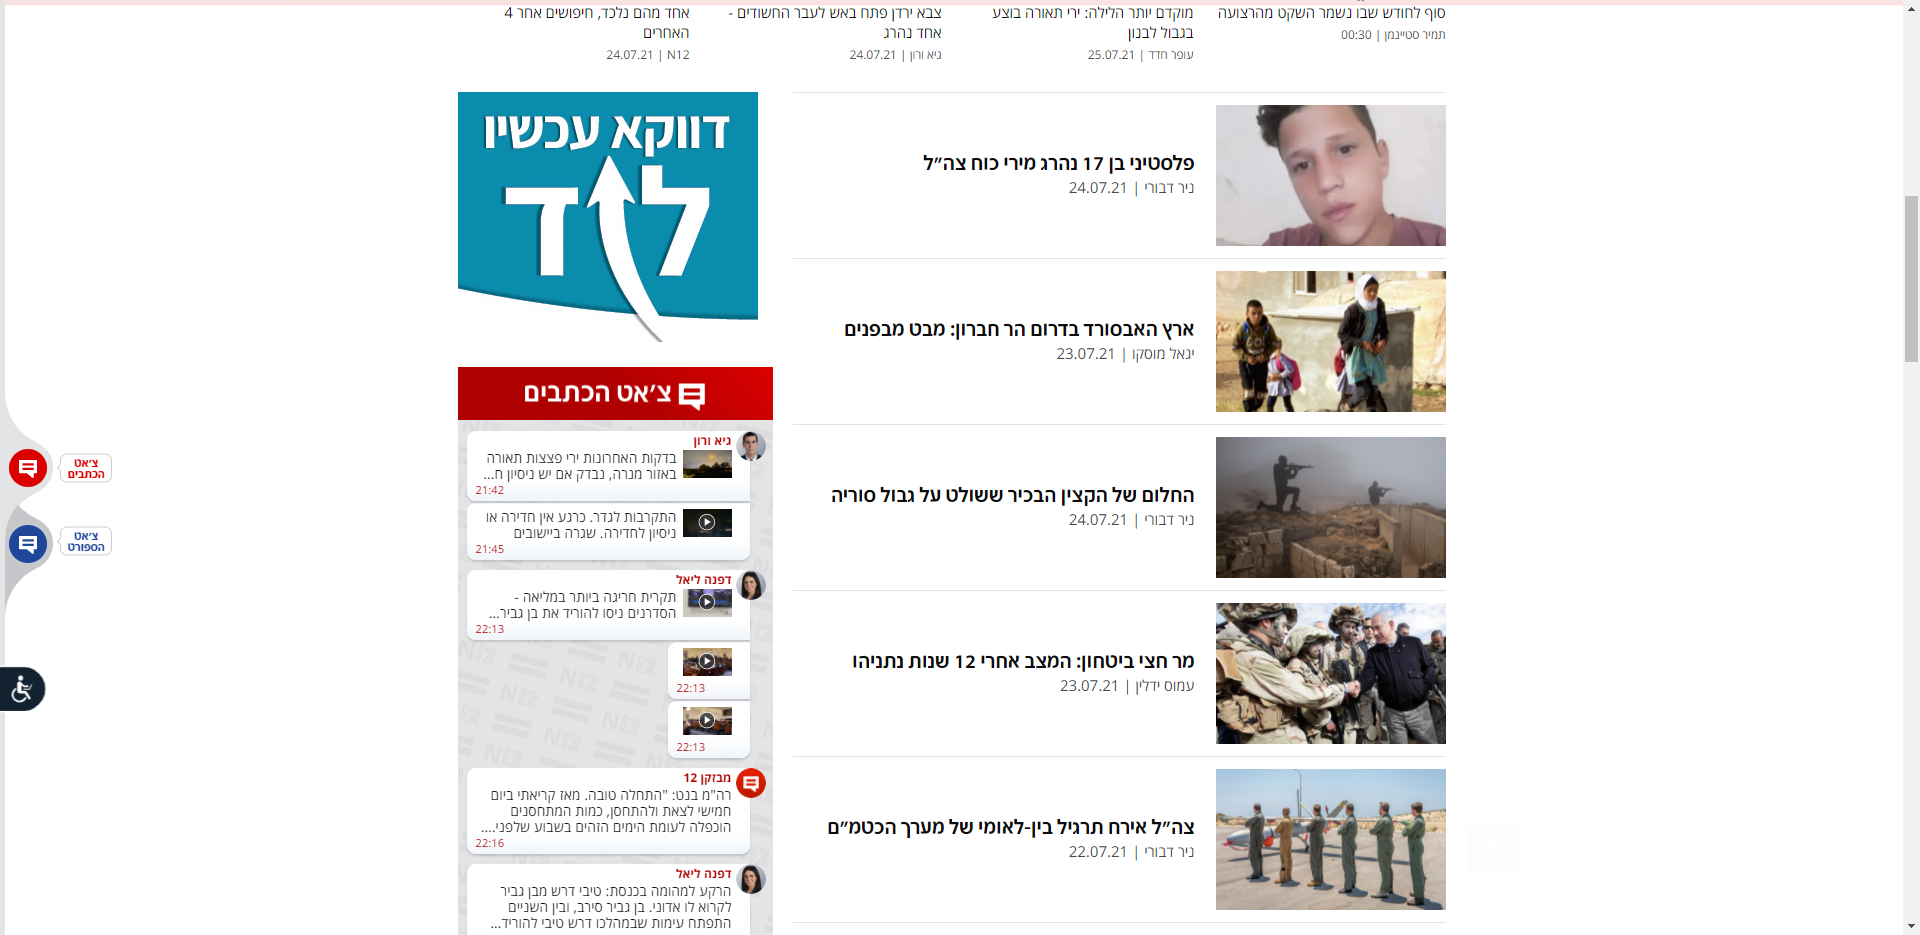 סוף לחודש שבו נשמר השקט מהרצועה
תמיר סטיינמן | 00:30
מוקדם יותר הלילה: ירי תאורה בוצע
בגבול לבנון
עופר חדד | 25.07.21
צבא ירדן פתח באש לעבר החשודים -
אחד נהרג
גיא ורון | 24.07.21
אחד מהם נלכד, חיפושים אחר 4
האחרים
N12 | 24.07.21
פלסטיני בן 17 נהרג מירי כוח צה״ל
ניר דבורי | 24.07.21
ארץ האבסורד בדרום הר חברון: מבט מבפנים
יגאל מוסקו | 23.07.21
החלום של הקצין הבכיר ששולט על גבול סוריה
ניר דבורי | 24.07.21
מר חצי ביטחון: המצב אחרי 12 שנות נתניהו
עמוס ידלין | 23.07.21
צה״ל אירח תרגיל בין-לאומי של מערך הכטמ״ם
ניר דבורי | 22.07.21
דווקא עכשיו
לוד
צ׳אט הכתבים
גיא ורון
בדקות האחרונות ירי פצצות תאורה
באזור מנרה, נבדק אם יש ניסיון ח...
21:42
התקרבות לגדר. כרגע אין חדירה או
ניסיון לחדירה. שגרה ביישובים
21:45
דפנה ליאל
תקרית חריגה ביותר במליאה -
הסדרנים ניסו להוריד את בן גביר...
22:13
22:13
22:13
מבזקן 12
רה"מ בנט: "התחלה טובה. מאז קריאתי ביום
חמישי לצאת ולהתחסן, כמות המתחסנים
הוכפלה לעומת הימים הזהים בשבוע שלפני....
22:16
דפנה ליאל
הרקע למהומה בכנסת: טיבי דרש מבן גביר
לקרוא לו אדוני. בן גביר סירב, ובין השניים
התפתח עימות שבמהלכו דרש טיבי להוריד...
צ׳אט
הכתבים
צ׳אט
הספורט